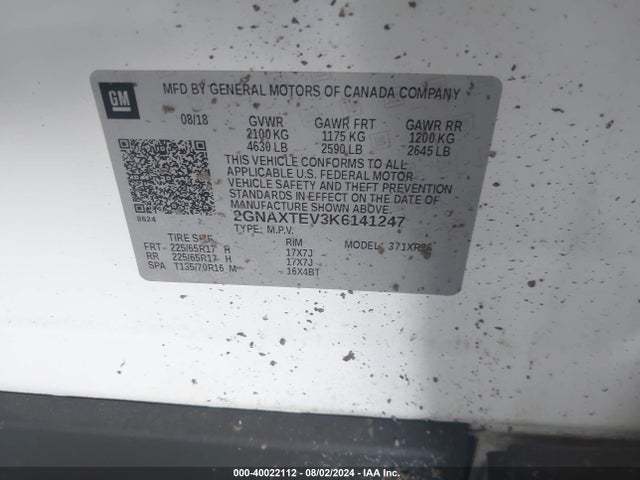 GM
MFD BY GENERAL MOTORS OF CANADA COMPANY
08/18 GVWR GAWR FRT GAWR RR
2100 KG 1175 KG 1200 KG
4630 LB 2590 LB 2645 LB
THIS VEHICLE CONFORMS TO ALL
APPLICABLE U.S. FEDERAL MOTOR
VEHICLE SAFETY AND THEFT PREVENTION
STANDARDS IN EFFECT ON THE DATE OF
MANUFACTURE SHOWN ABOVE.
8624 2GNAXTEV3K6141247
TYPE: M.P.V.
TIRE SIZE RIM MODEL: 371XR26
FRT 225/65R17 H 17X7J
RR 225/65R17 H 17X7J
SPA T135/70R16 M 16X4BT
000-40022112 - 08/02/2024 - IAA Inc.